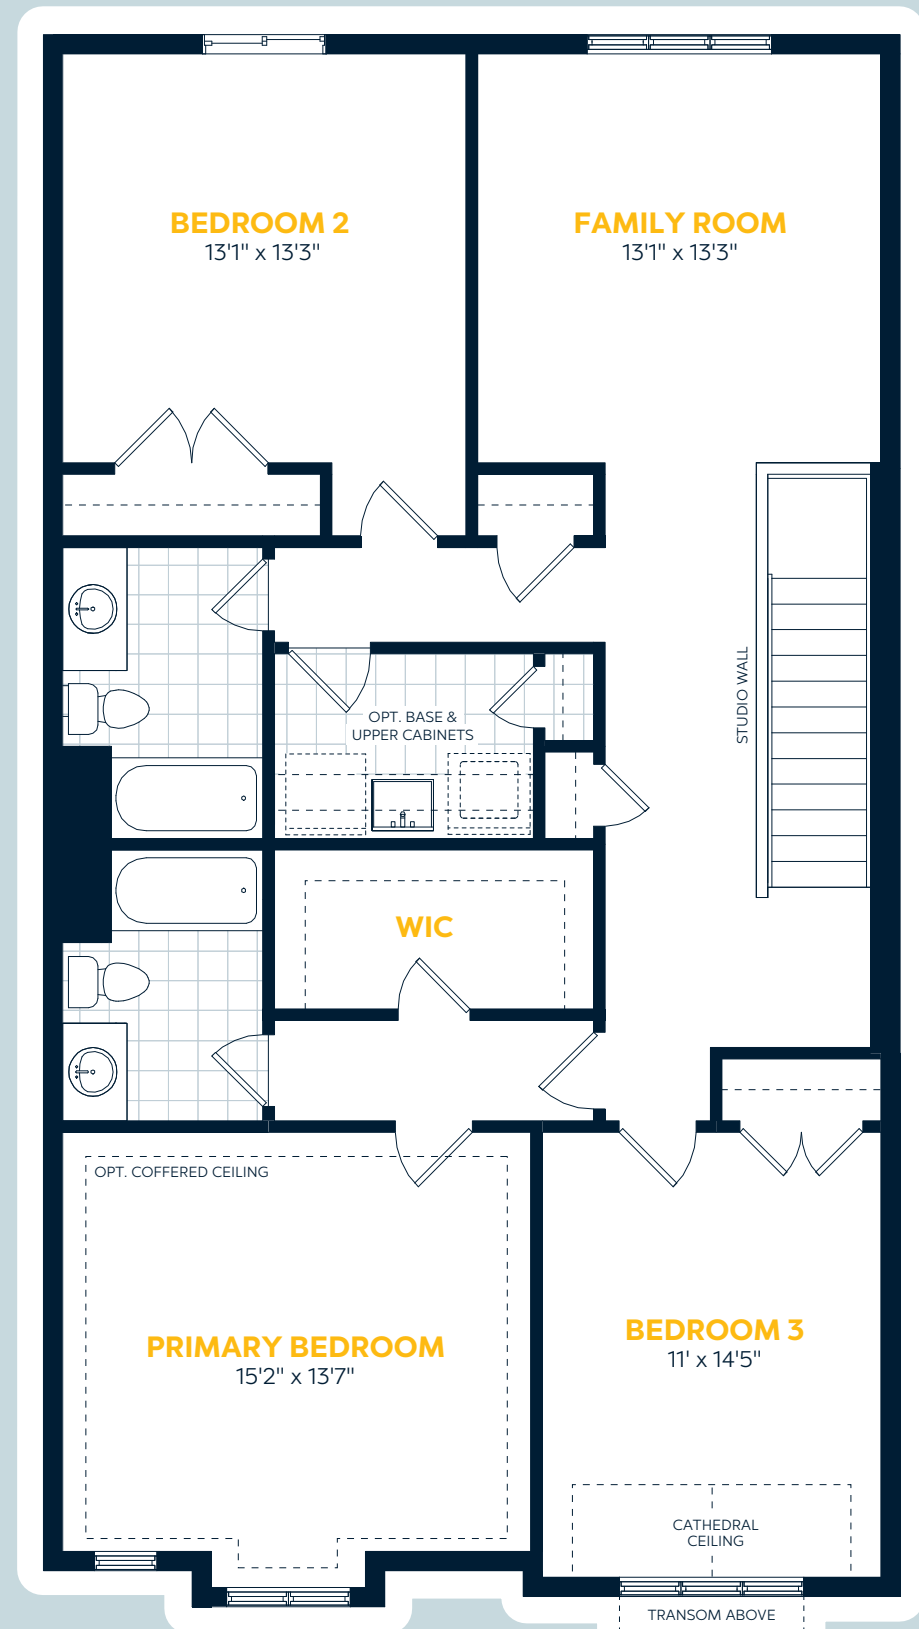 BEDROOM 2
13'1" x 13'3"
FAMILY ROOM
13'1" x 13'3"
STUDIO WALL
OPT. BASE &
UPPER CABINETS
WIC
OPT. COFFERED CEILING
PRIMARY BEDROOM
15'2" x 13'7"
BEDROOM 3
11' x 14'5"
CATHEDRAL
CEILING
TRANSOM ABOVE